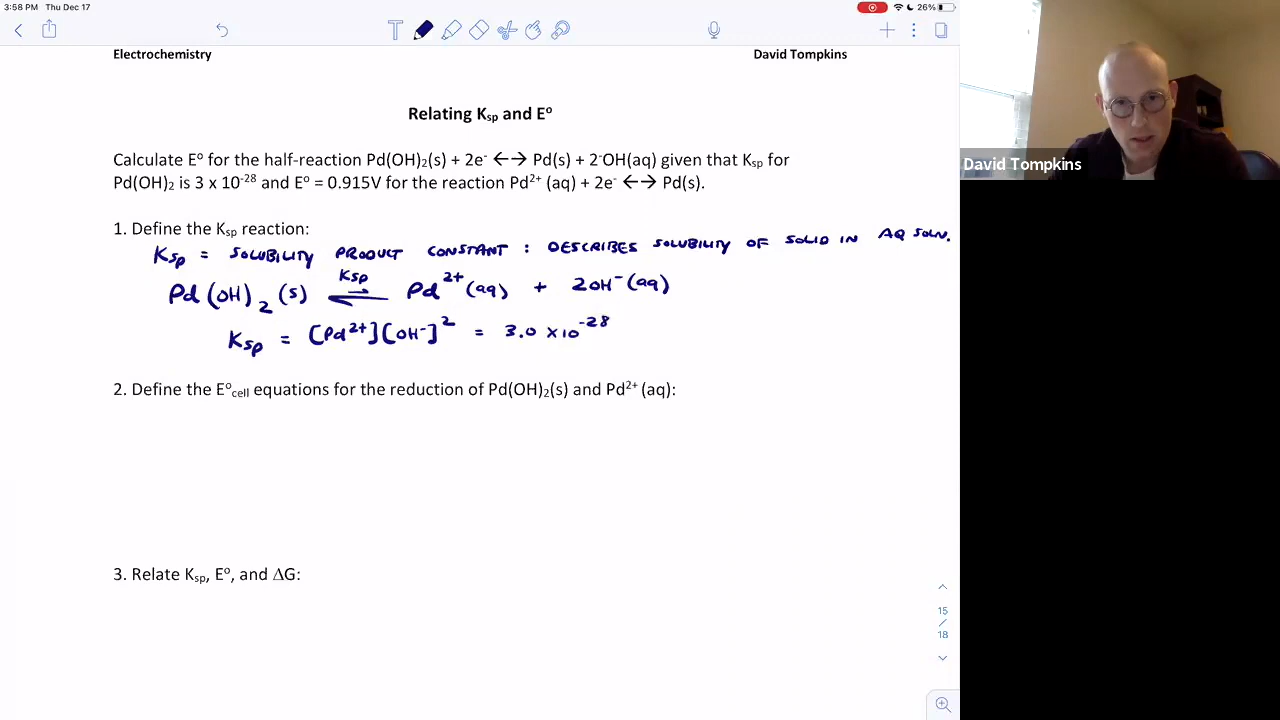 3:58 PM Thu Dec 17
26%
T
Electrochemistry David Tompkins
Relating Ksp and E⁰
Calculate E⁰ for the half-reaction Pd(OH)₂(s) + 2e⁻ ←→ Pd(s) + 2⁻OH(aq) given that Ksp for
Pd(OH)₂ is 3 x 10⁻²⁸ and E⁰ = 0.915V for the reaction Pd²⁺ (aq) + 2e⁻ ←→ Pd(s).
1. Define the Ksp reaction:
Ksp = SOLUBILITY PRODUCT CONSTANT : DESCRIBES SOLUBILITY OF SOLID IN AQ SOLN.
Ksp
Pd(OH)₂(s) ⇌ Pd²⁺(aq) + 2OH⁻(aq)
Ksp = [Pd²⁺][OH⁻]² = 3.0 x 10⁻²⁸
2. Define the E⁰cell equations for the reduction of Pd(OH)₂(s) and Pd²⁺ (aq):
3. Relate Ksp, E⁰, and ΔG:
15
/
18
David Tompkins